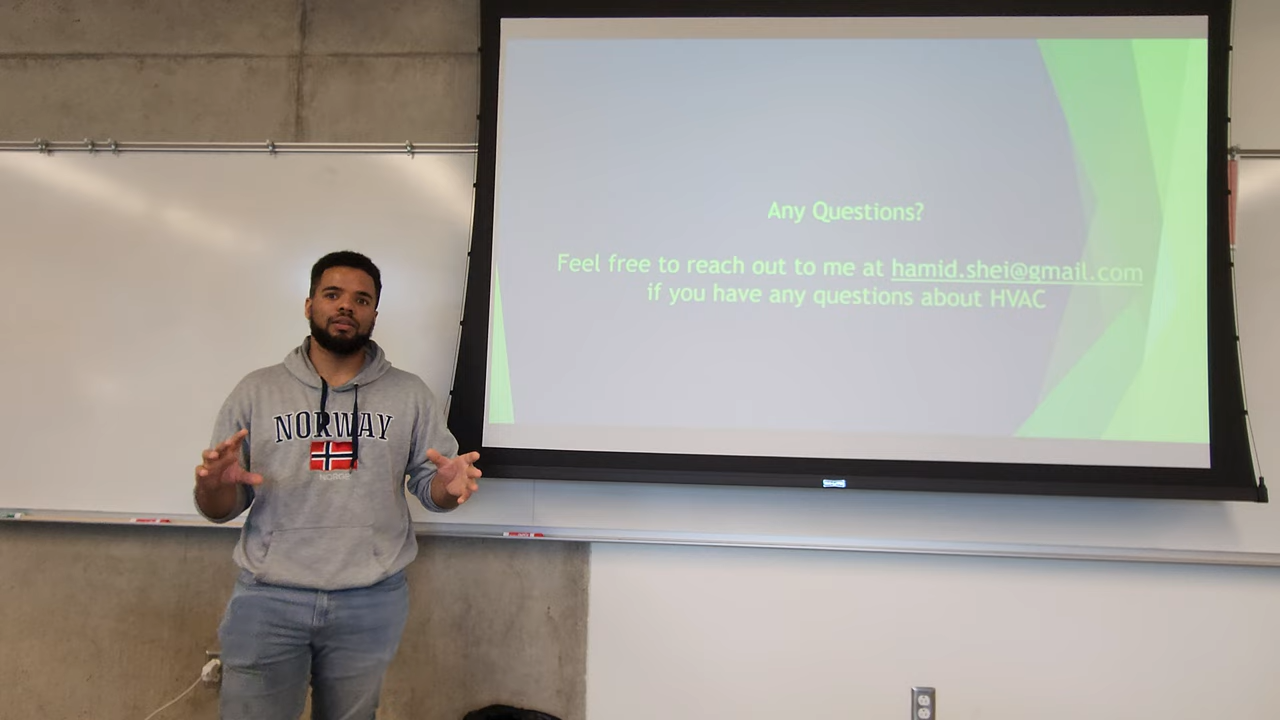 Any Questions?
Feel free to reach out to me at hamid.shei@gmail.com
if you have any questions about HVAC
NORWAY
NORGE